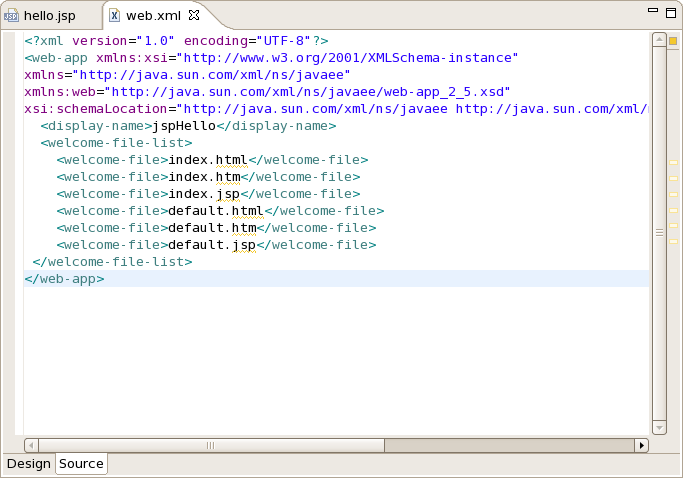 hello.jsp
web.xml
<?xml version="1.0" encoding="UTF-8"?>
<web-app xmlns:xsi="http://www.w3.org/2001/XMLSchema-instance"
xmlns="http://java.sun.com/xml/ns/javaee"
xmlns:web="http://java.sun.com/xml/ns/javaee/web-app_2_5.xsd"
xsi:schemaLocation="http://java.sun.com/xml/ns/javaee http://java.sun.com/xml/
<display-name>jspHello</display-name>
<welcome-file-list>
<welcome-file>index.html</welcome-file>
<welcome-file>index.htm</welcome-file>
<welcome-file>index.jsp</welcome-file>
<welcome-file>default.html</welcome-file>
<welcome-file>default.htm</welcome-file>
<welcome-file>default.jsp</welcome-file>
</welcome-file-list>
</web-app>
Design
Source